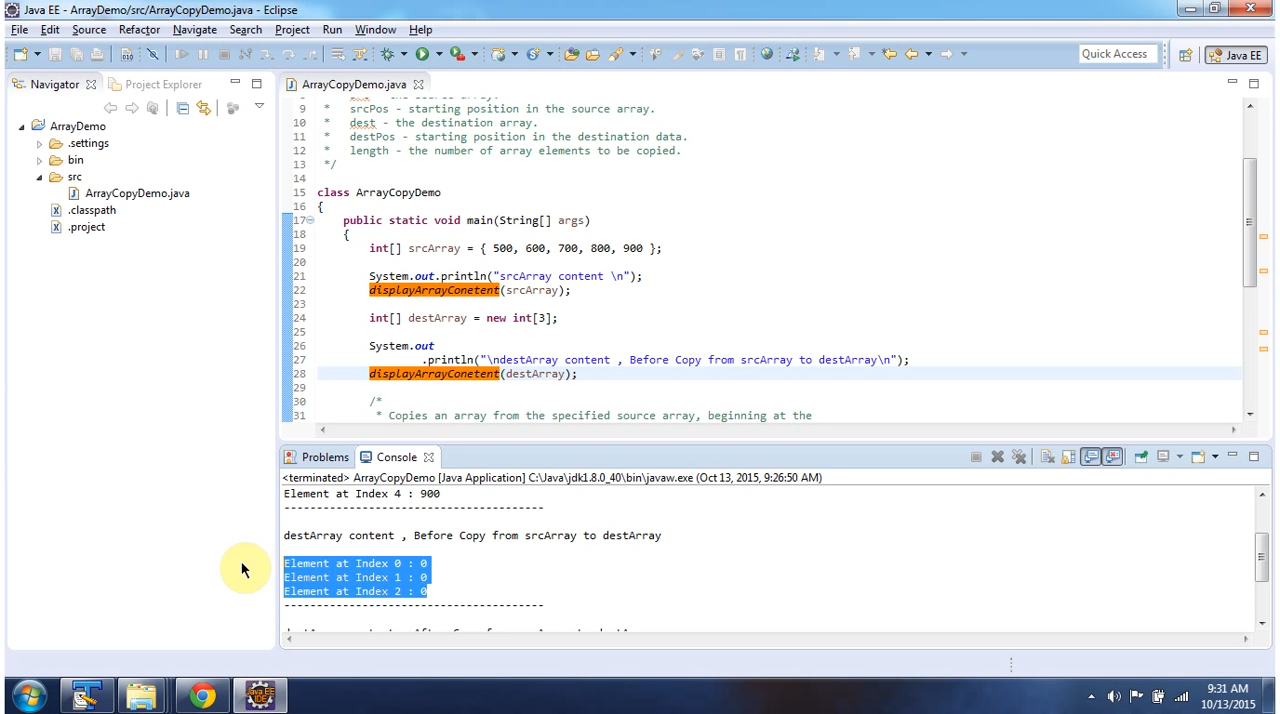 Java EE - ArrayDemo/src/ArrayCopyDemo.java - Eclipse
File Edit Source Refactor Navigate Search Project Run Window Help
Quick Access Java EE
Navigator Project Explorer
ArrayCopyDemo.java
ArrayDemo
.settings
bin
src
ArrayCopyDemo.java
.classpath
.project
9 * srcPos - starting position in the source array.
10 * dest - the destination array.
11 * destPos - starting position in the destination data.
12 * length - the number of array elements to be copied.
13 */
14
15 class ArrayCopyDemo
16 {
17 public static void main(String[] args)
18 {
19 int[] srcArray = { 500, 600, 700, 800, 900 };
20
21 System.out.println("srcArray content \n");
22 displayArrayConetent(srcArray);
23
24 int[] destArray = new int[3];
25
26 System.out
27 .println("\ndestArray content , Before Copy from srcArray to destArray\n");
28 displayArrayConetent(destArray);
29
30 /*
31 * Copies an array from the specified source array, beginning at the
Problems Console
<terminated> ArrayCopyDemo [Java Application] C:\Java\jdk1.8.0_40\bin\javaw.exe (Oct 13, 2015, 9:26:50 AM)
Element at Index 4 : 900
----------------------------------------
destArray content , Before Copy from srcArray to destArray
Element at Index 0 : 0
Element at Index 1 : 0
Element at Index 2 : 0
----------------------------------------
9:31 AM
10/13/2015